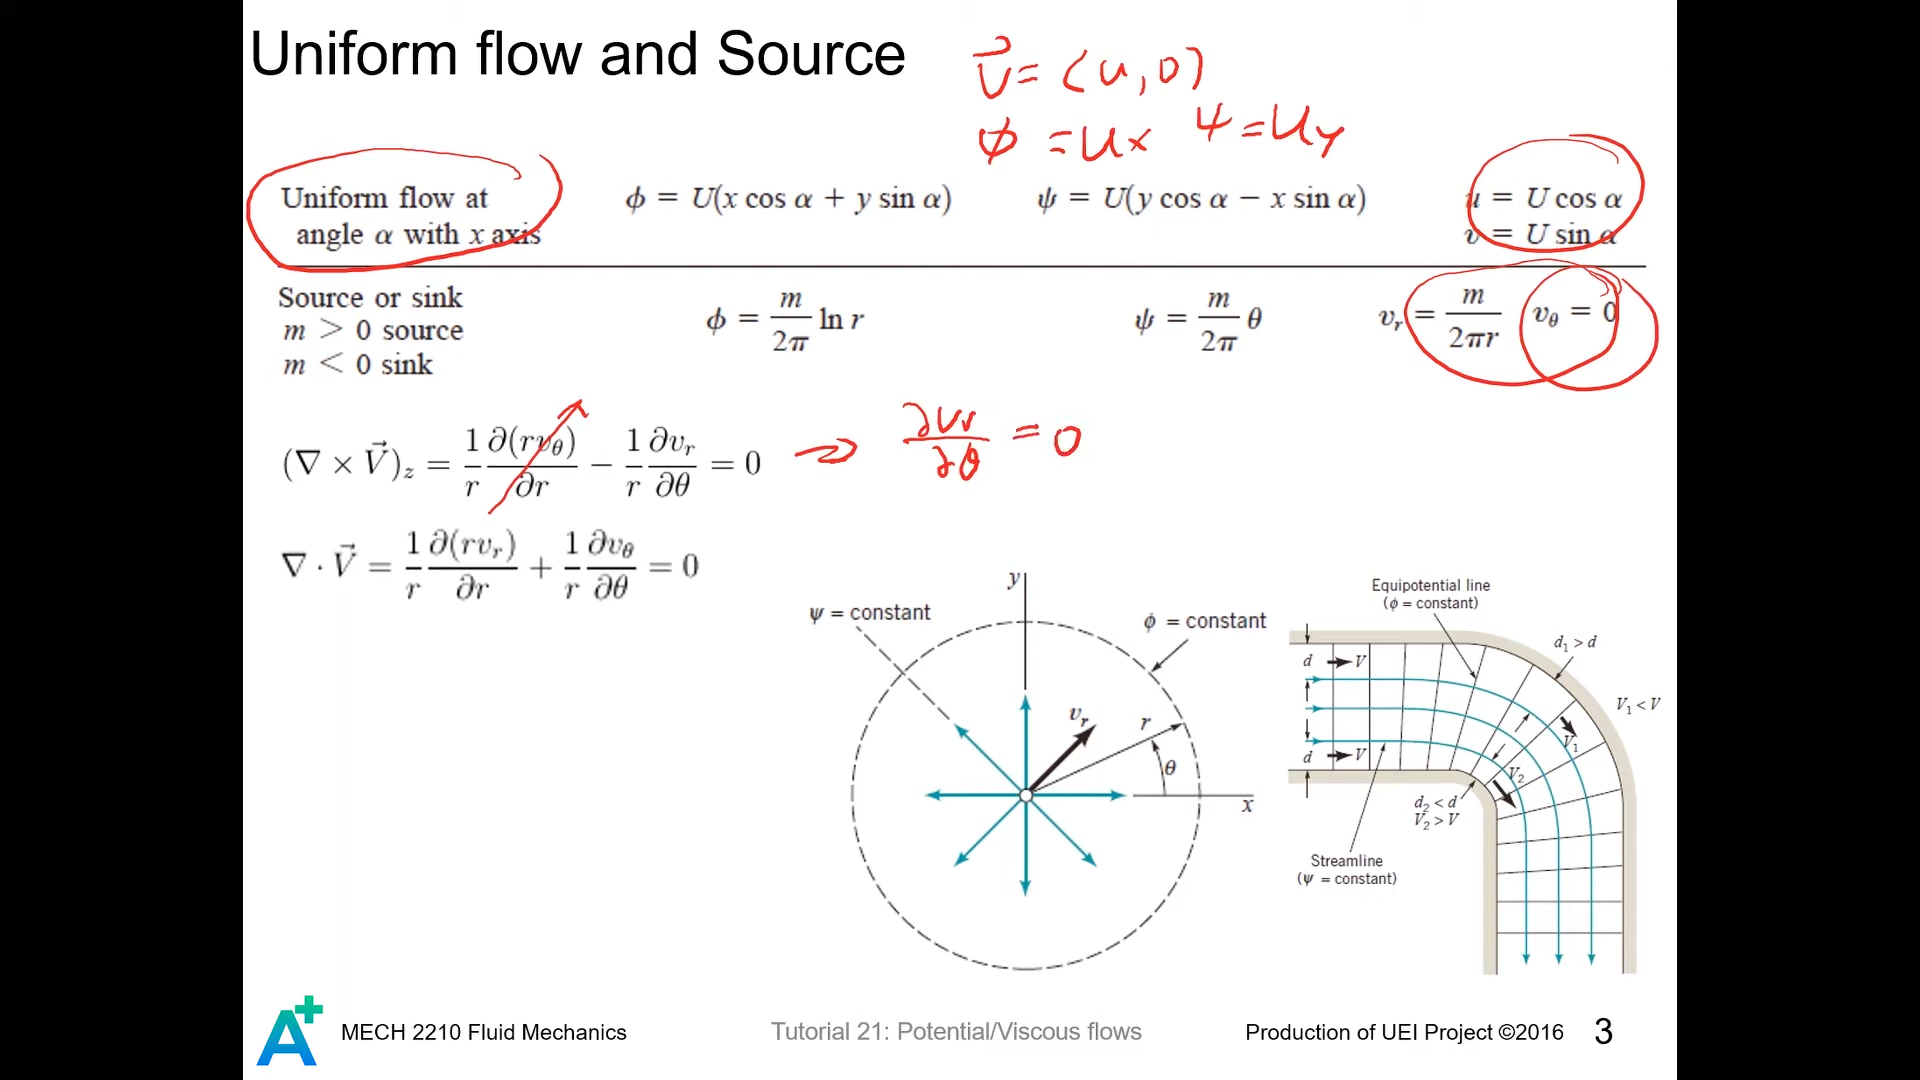 Uniform flow and Source
V⃗ = (u, 0)
ϕ = Ux ψ = Uy
Uniform flow at angle α with x axis
ϕ = U(x cos α + y sin α)
ψ = U(y cos α − x sin α)
u = U cos α
v = U sin α
Source or sink
m > 0 source
m < 0 sink
ϕ = m/2π ln r
ψ = m/2π θ
v_r = m/2πr v_θ = 0
(∇ × V⃗)_z = 1/r ∂(rv_θ)/∂r − 1/r ∂v_r/∂θ = 0 ⇒ ∂v_r/∂θ = 0
∇ · V⃗ = 1/r ∂(rv_r)/∂r + 1/r ∂v_θ/∂θ = 0
y
ψ = constant
ϕ = constant
v_r
r
θ
x
Equipotential line
(ϕ = constant)
d₁ > d
d V
V₁ < V
V₁
d V
V₂
d₂ < d
V₂ > V
Streamline
(ψ = constant)
A+ MECH 2210 Fluid Mechanics Tutorial 21: Potential/Viscous flows Production of UEI Project ©2016 3